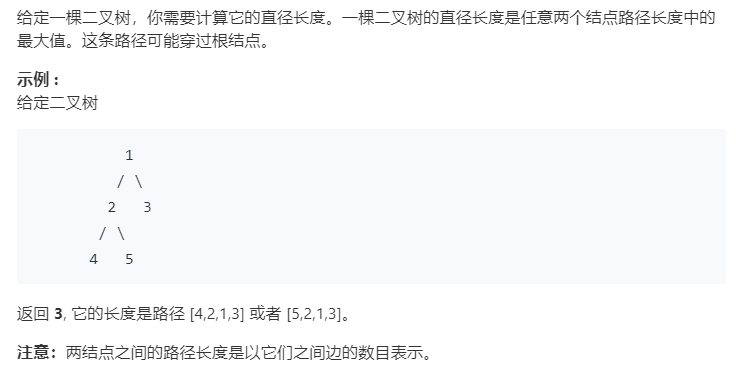 给定一棵二叉树，你需要计算它的直径长度。一棵二叉树的直径长度是任意两个结点路径长度中的
最大值。这条路径可能穿过根结点。
示例 :
给定二叉树
1
/ \
2 3
/ \
4 5
返回 3, 它的长度是路径 [4,2,1,3] 或者 [5,2,1,3]。
注意：两结点之间的路径长度是以它们之间边的数目表示。